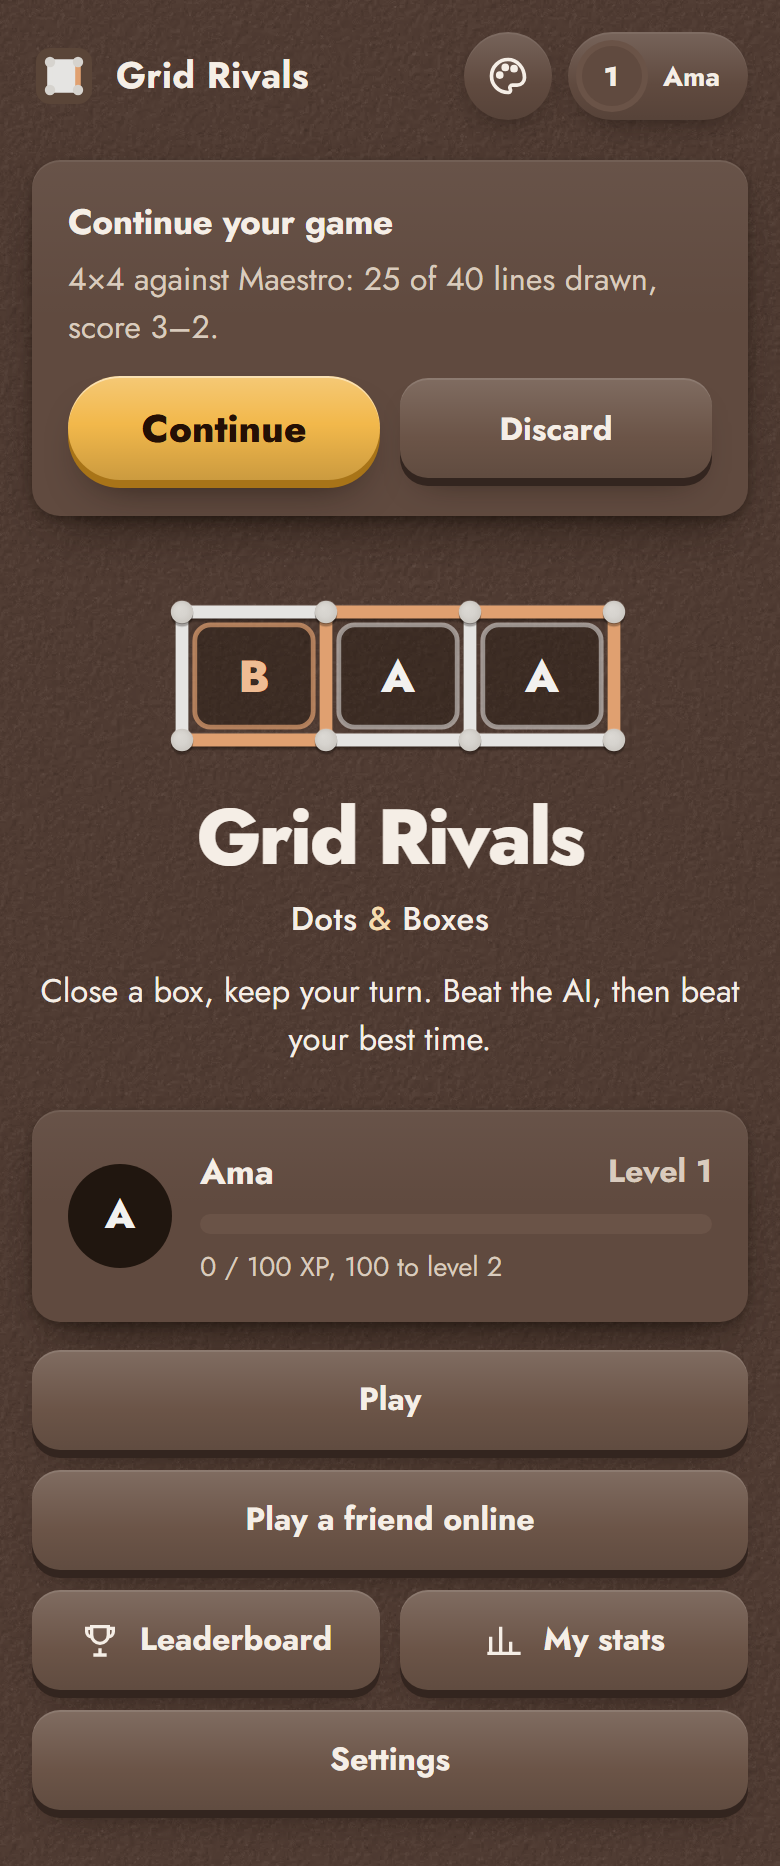 Grid Rivals
1 Ama
Continue your game
4×4 against Maestro: 25 of 40 lines drawn,
score 3–2.
Continue
Discard
B A A
Grid Rivals
Dots & Boxes
Close a box, keep your turn. Beat the AI, then beat
your best time.
A
Ama
Level 1
0 / 100 XP, 100 to level 2
Play
Play a friend online
Leaderboard
My stats
Settings